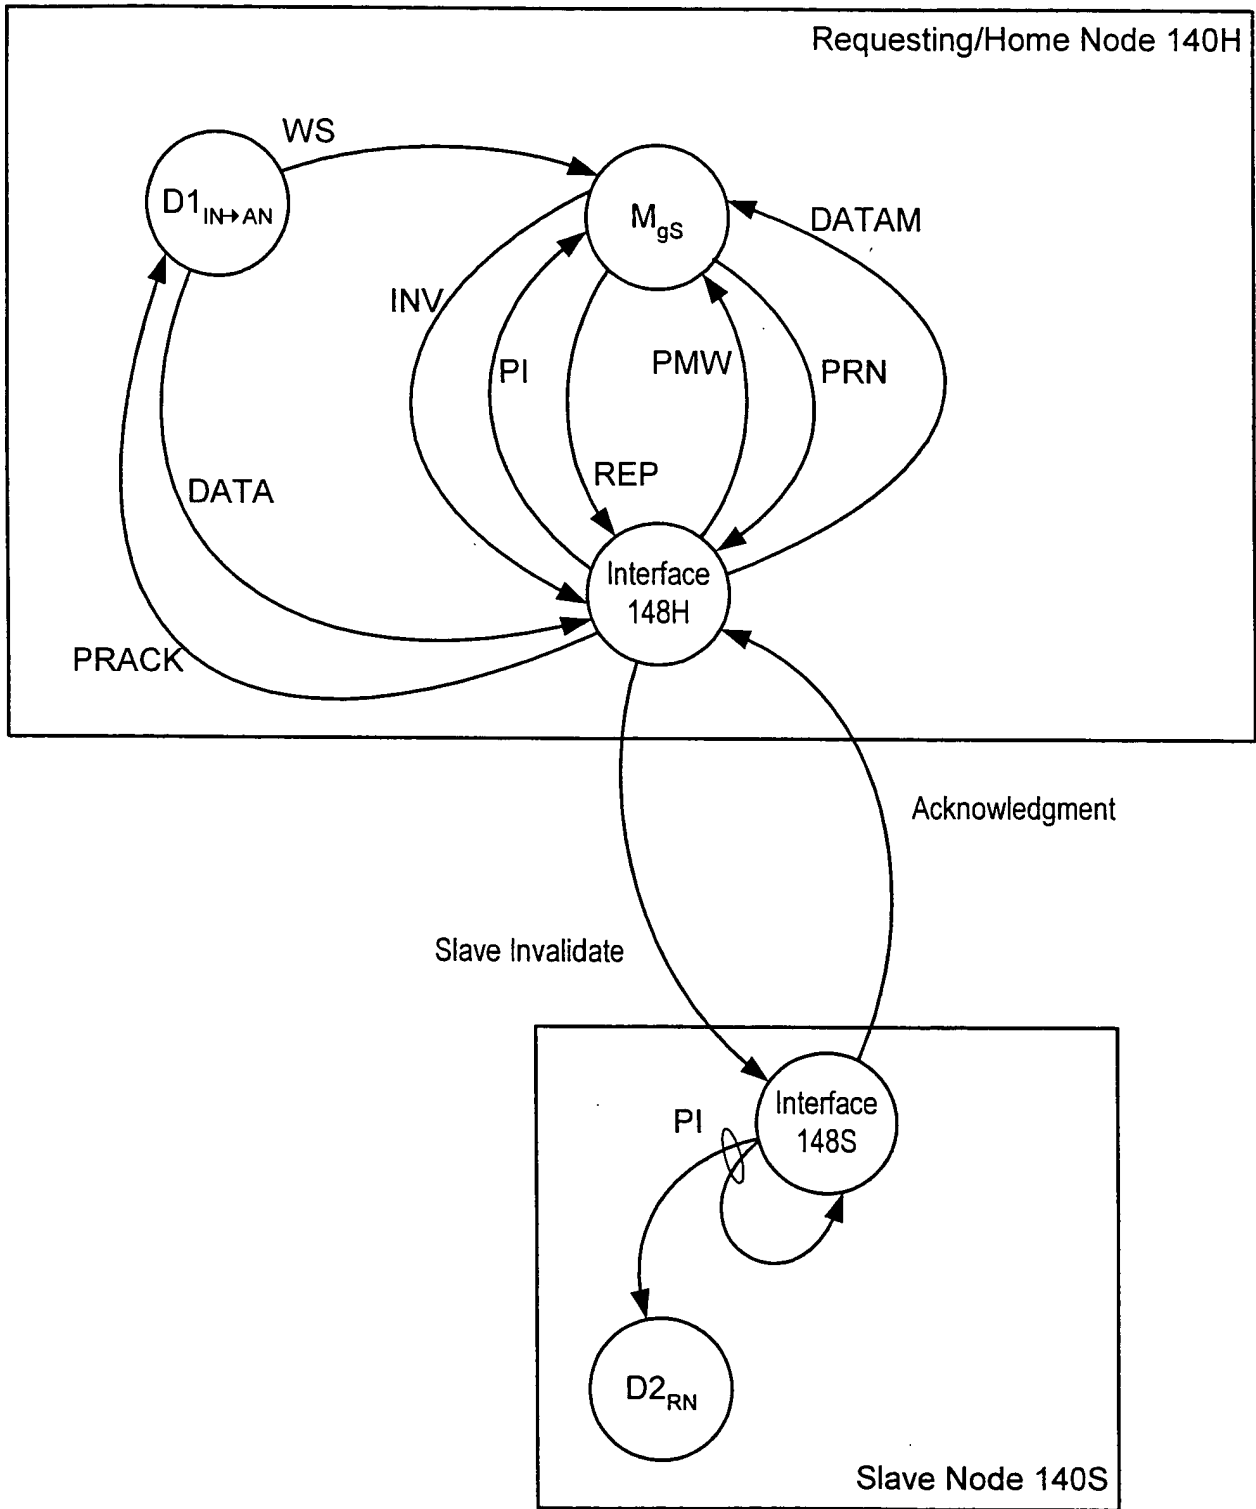 Requesting/Home Node 140H
WS
D1IN→AN
MgS
DATAM
INV
PI
PMW
PRN
REP
DATA
Interface
148H
PRACK
Acknowledgment
Slave Invalidate
Interface
148S
PI
D2RN
Slave Node 140S